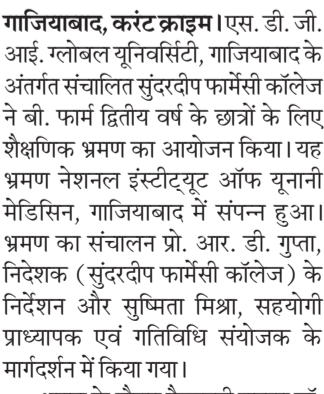 गाजियाबाद, करंट क्राइम। एस. डी. जी.
आई. ग्लोबल यूनिवर्सिटी, गाजियाबाद के
अंतर्गत संचालित सुंदरदीप फार्मेसी कॉलेज
ने बी. फार्म द्वितीय वर्ष के छात्रों के लिए
शैक्षणिक भ्रमण का आयोजन किया। यह
भ्रमण नेशनल इंस्टीट्यूट ऑफ यूनानी
मेडिसिन, गाजियाबाद में संपन्न हुआ।
भ्रमण का संचालन प्रो. आर. डी. गुप्ता,
निदेशक (सुंदरदीप फार्मेसी कॉलेज) के
निर्देशन और सुष्मिता मिश्रा, सहयोगी
प्राध्यापक एवं गतिविधि संयोजक के
मार्गदर्शन में किया गया।